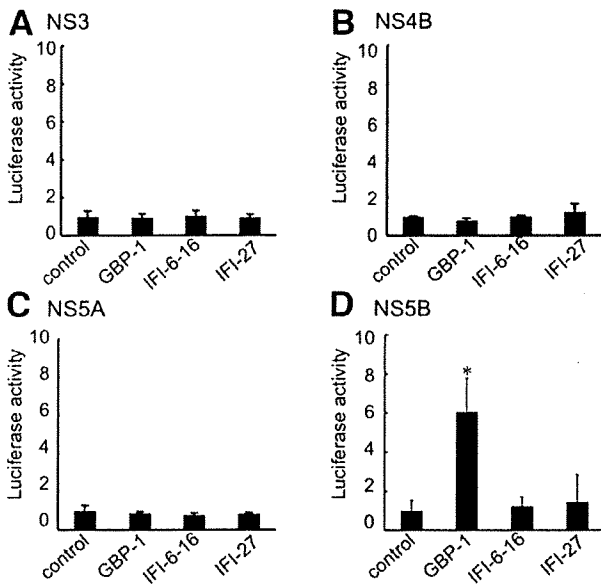 A NS3
Luciferase activity
10
8
6
4
2
0
control
GBP-1
IFI-6-16
IFI-27
B NS4B
Luciferase activity
10
8
6
4
2
0
control
GBP-1
IFI-6-16
IFI-27
C NS5A
Luciferase activity
10
8
6
4
2
0
control
GBP-1
IFI-6-16
IFI-27
D NS5B
Luciferase activity
10
8
6
4
2
0
*
control
GBP-1
IFI-6-16
IFI-27